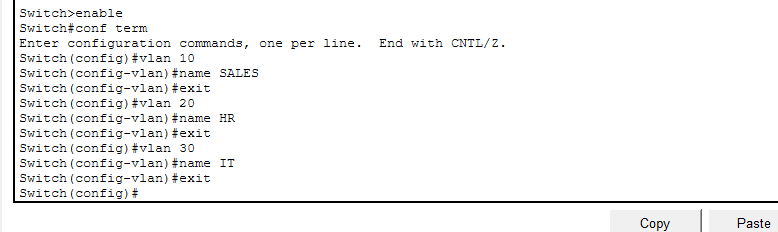 Switch>enable
Switch#conf term
Enter configuration commands, one per line.  End with CNTL/Z.
Switch(config)#vlan 10
Switch(config-vlan)#name SALES
Switch(config-vlan)#exit
Switch(config)#vlan 20
Switch(config-vlan)#name HR
Switch(config-vlan)#exit
Switch(config)#vlan 30
Switch(config-vlan)#name IT
Switch(config-vlan)#exit
Switch(config)#
Copy Paste